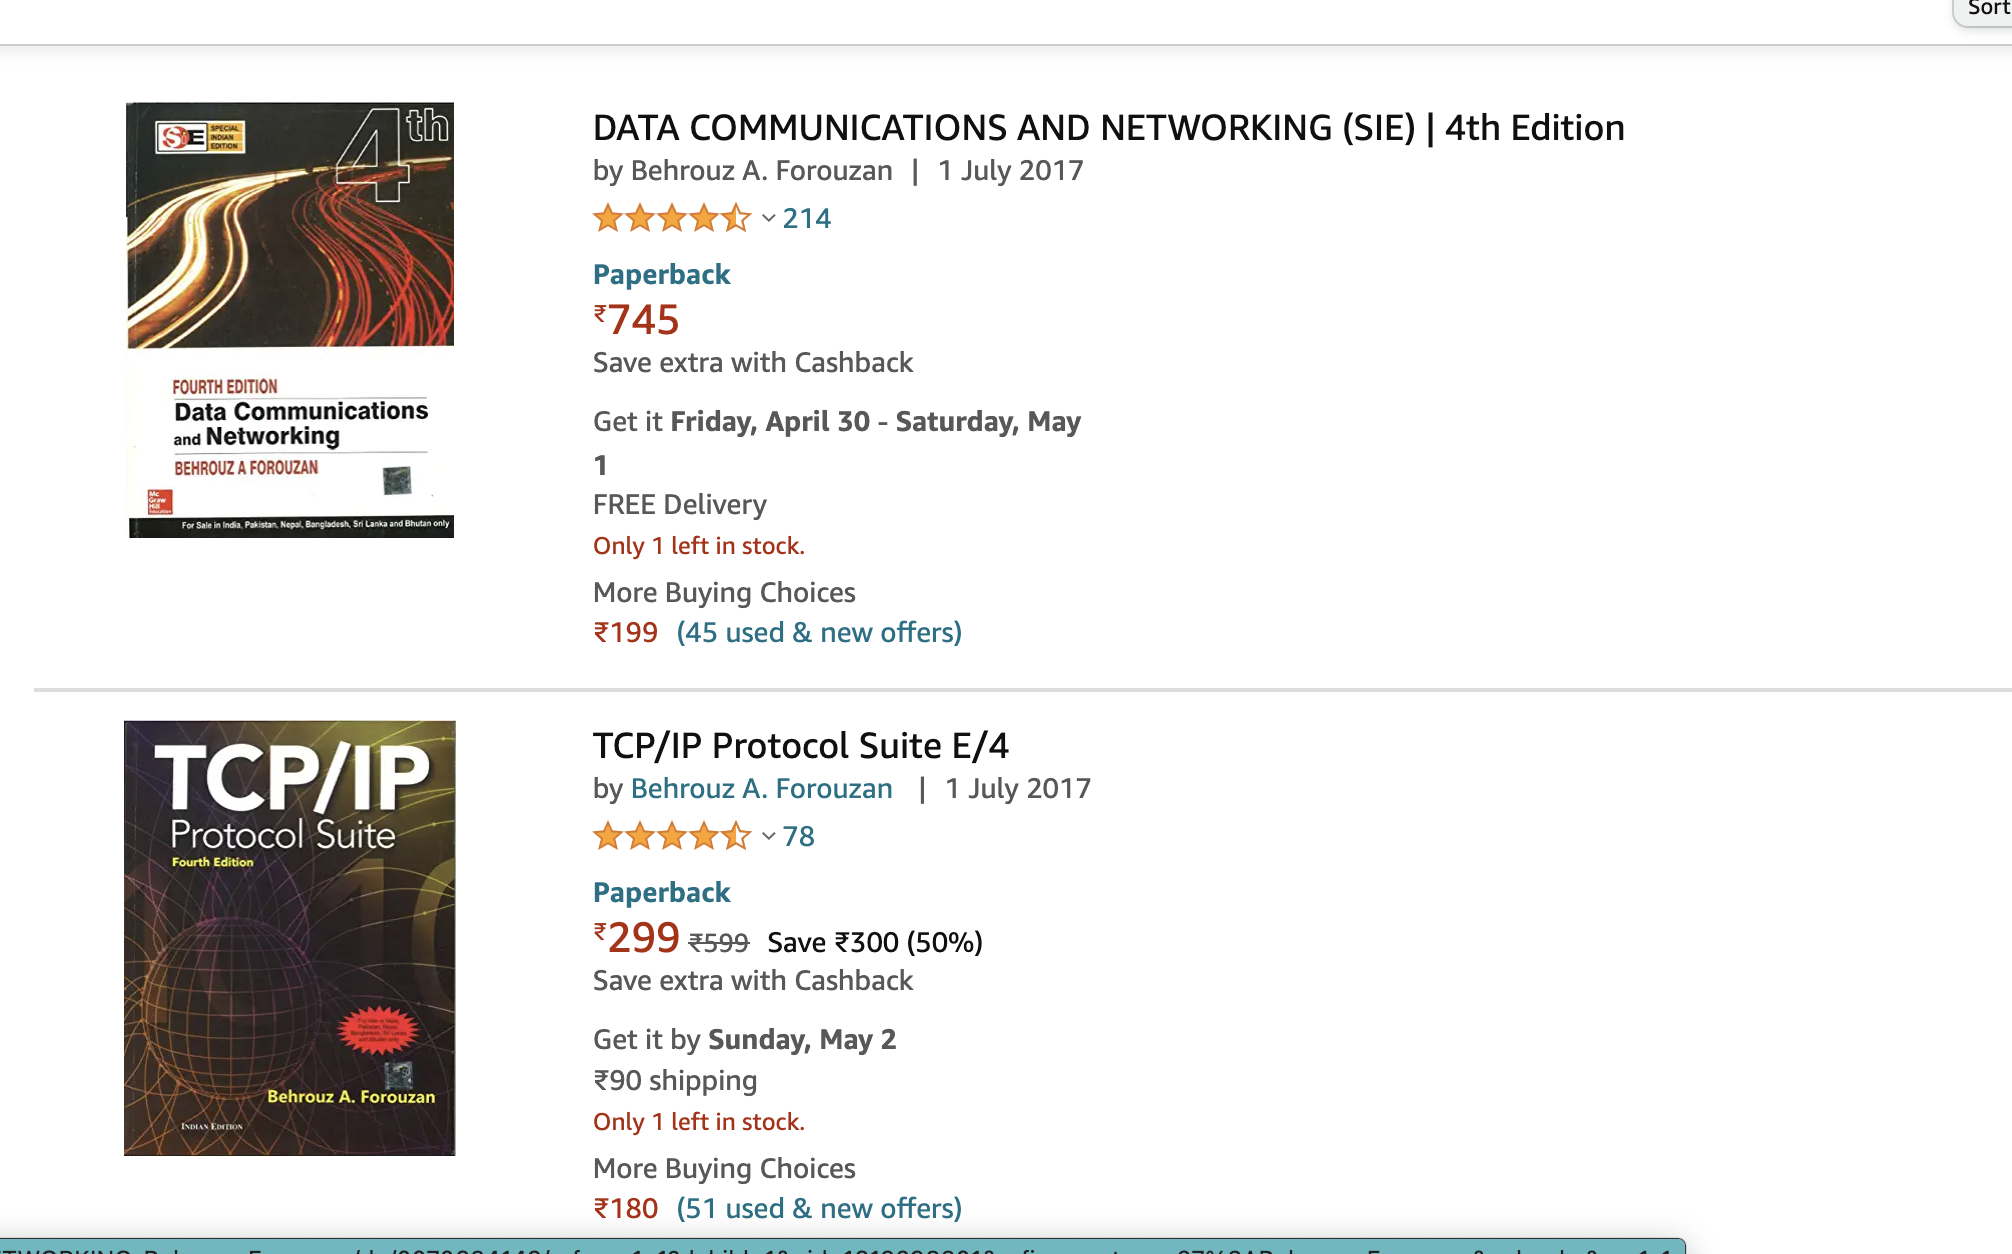 Sort
SIE SPECIAL
INDIAN
EDITION
4th
FOURTH EDITION
Data Communications
and Networking
BEHROUZ A FOROUZAN
Mc
Graw
Hill
Education
For Sale in India, Pakistan, Nepal, Bangladesh, Sri Lanka and Bhutan only
DATA COMMUNICATIONS AND NETWORKING (SIE) | 4th Edition
by Behrouz A. Forouzan | 1 July 2017
214
Paperback
₹745
Save extra with Cashback
Get it Friday, April 30 - Saturday, May
1
FREE Delivery
Only 1 left in stock.
More Buying Choices
₹199 (45 used & new offers)
TCP/IP
Protocol Suite
Fourth Edition
Behrouz A. Forouzan
INDIAN EDITION
TCP/IP Protocol Suite E/4
by Behrouz A. Forouzan | 1 July 2017
78
Paperback
₹299 ₹599 Save ₹300 (50%)
Save extra with Cashback
Get it by Sunday, May 2
₹90 shipping
Only 1 left in stock.
More Buying Choices
₹180 (51 used & new offers)